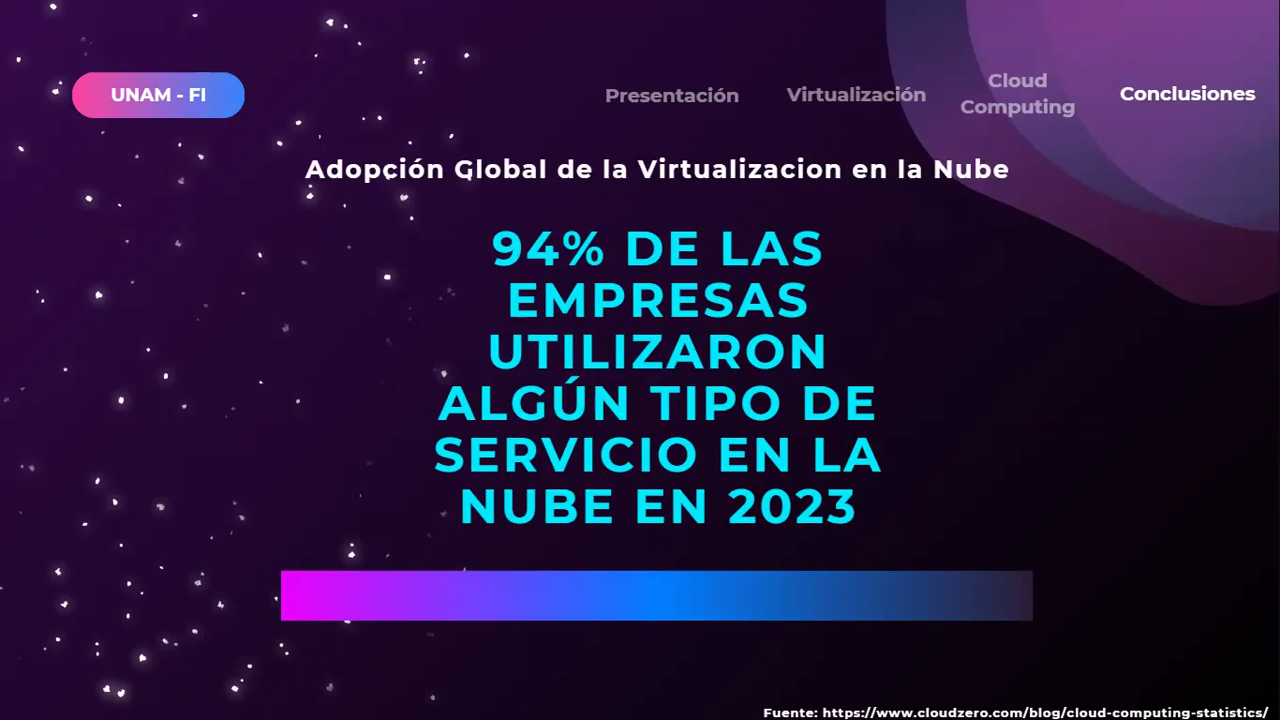 UNAM - FI
Presentación
Virtualización
Cloud
Computing
Conclusiones
Adopción Global de la Virtualizacion en la Nube
94% DE LAS
EMPRESAS
UTILIZARON
ALGÚN TIPO DE
SERVICIO EN LA
NUBE EN 2023
Fuente: https://www.cloudzero.com/blog/cloud-computing-statistics/